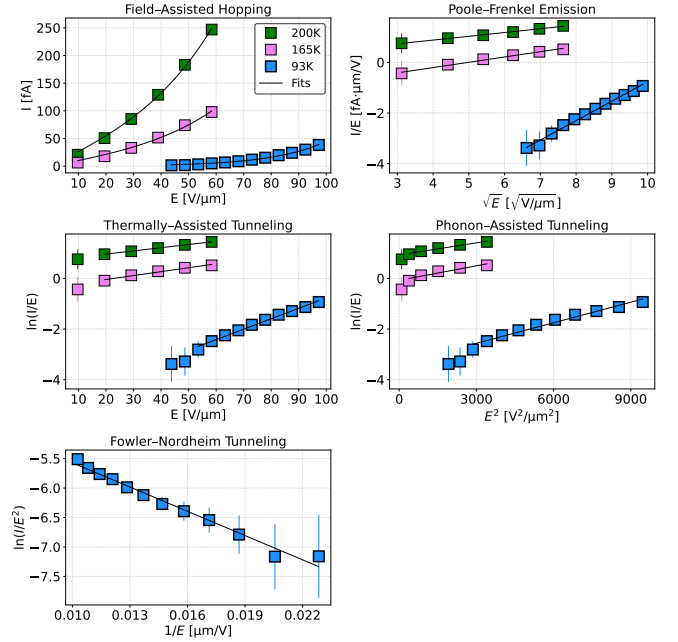 Field–Assisted Hopping
I [fA]
250
200
150
100
50
0
10 20 30 40 50 60 70 80 90 100
E [V/μm]
200K
165K
93K
Fits
Poole–Frenkel Emission
I/E [fA·μm/V]
0
−2
−4
3 4 5 6 7 8 9 10
√E [√V/μm]
Thermally–Assisted Tunneling
ln(I/E)
0
−2
−4
10 20 30 40 50 60 70 80 90 100
E [V/μm]
Phonon–Assisted Tunneling
ln(I/E)
0
−2
−4
0 3000 6000 9000
E² [V²/μm²]
Fowler–Nordheim Tunneling
ln(I/E²)
−5.5
−6.0
−6.5
−7.0
−7.5
0.010 0.013 0.016 0.019 0.022
1/E [μm/V]